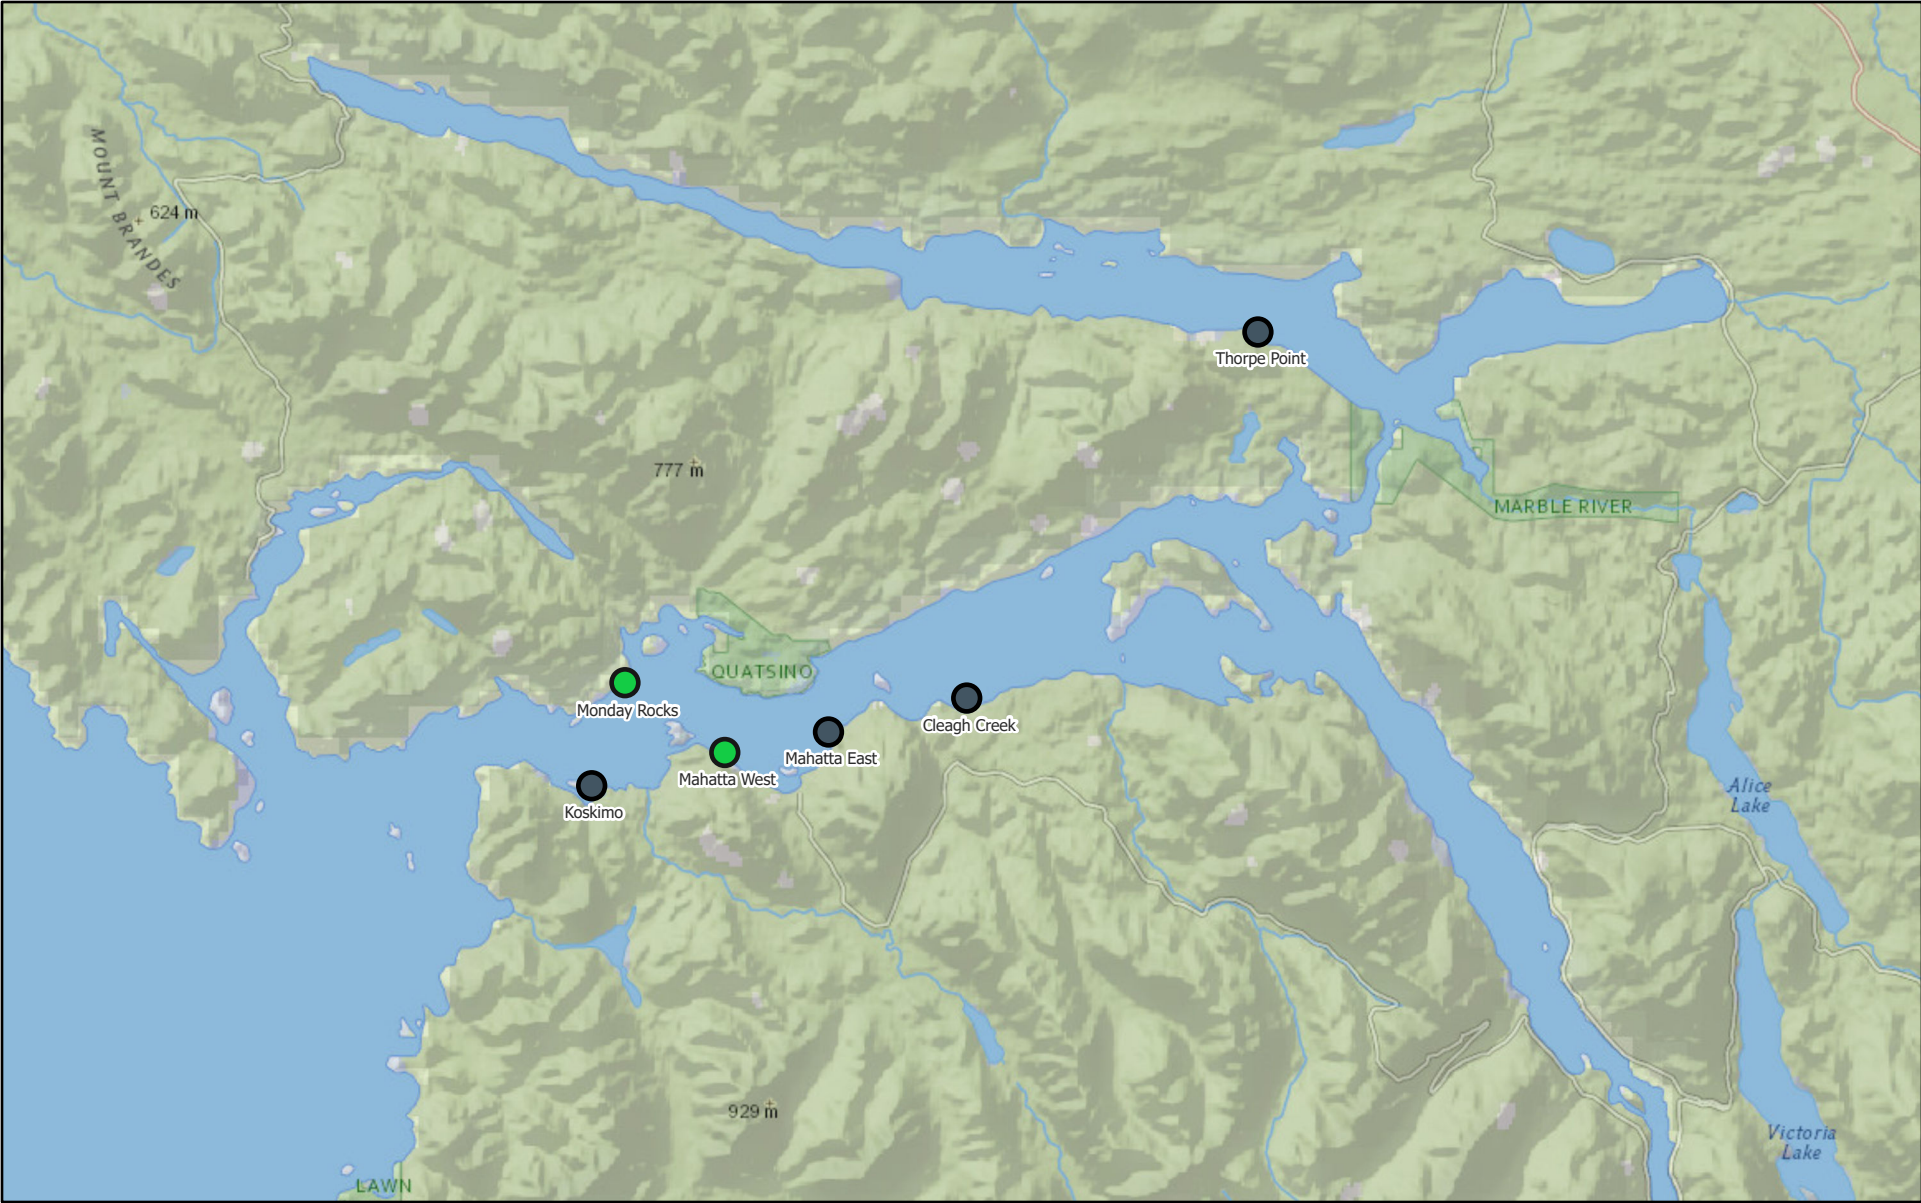 MOUNT BRANDES
624 m
Thorpe Point
777 m
MARBLE RIVER
QUATSINO
Monday Rocks
Cleagh Creek
Mahatta East
Mahatta West
Koskimo
Alice
Lake
929 m
Victoria
Lake
LAWN